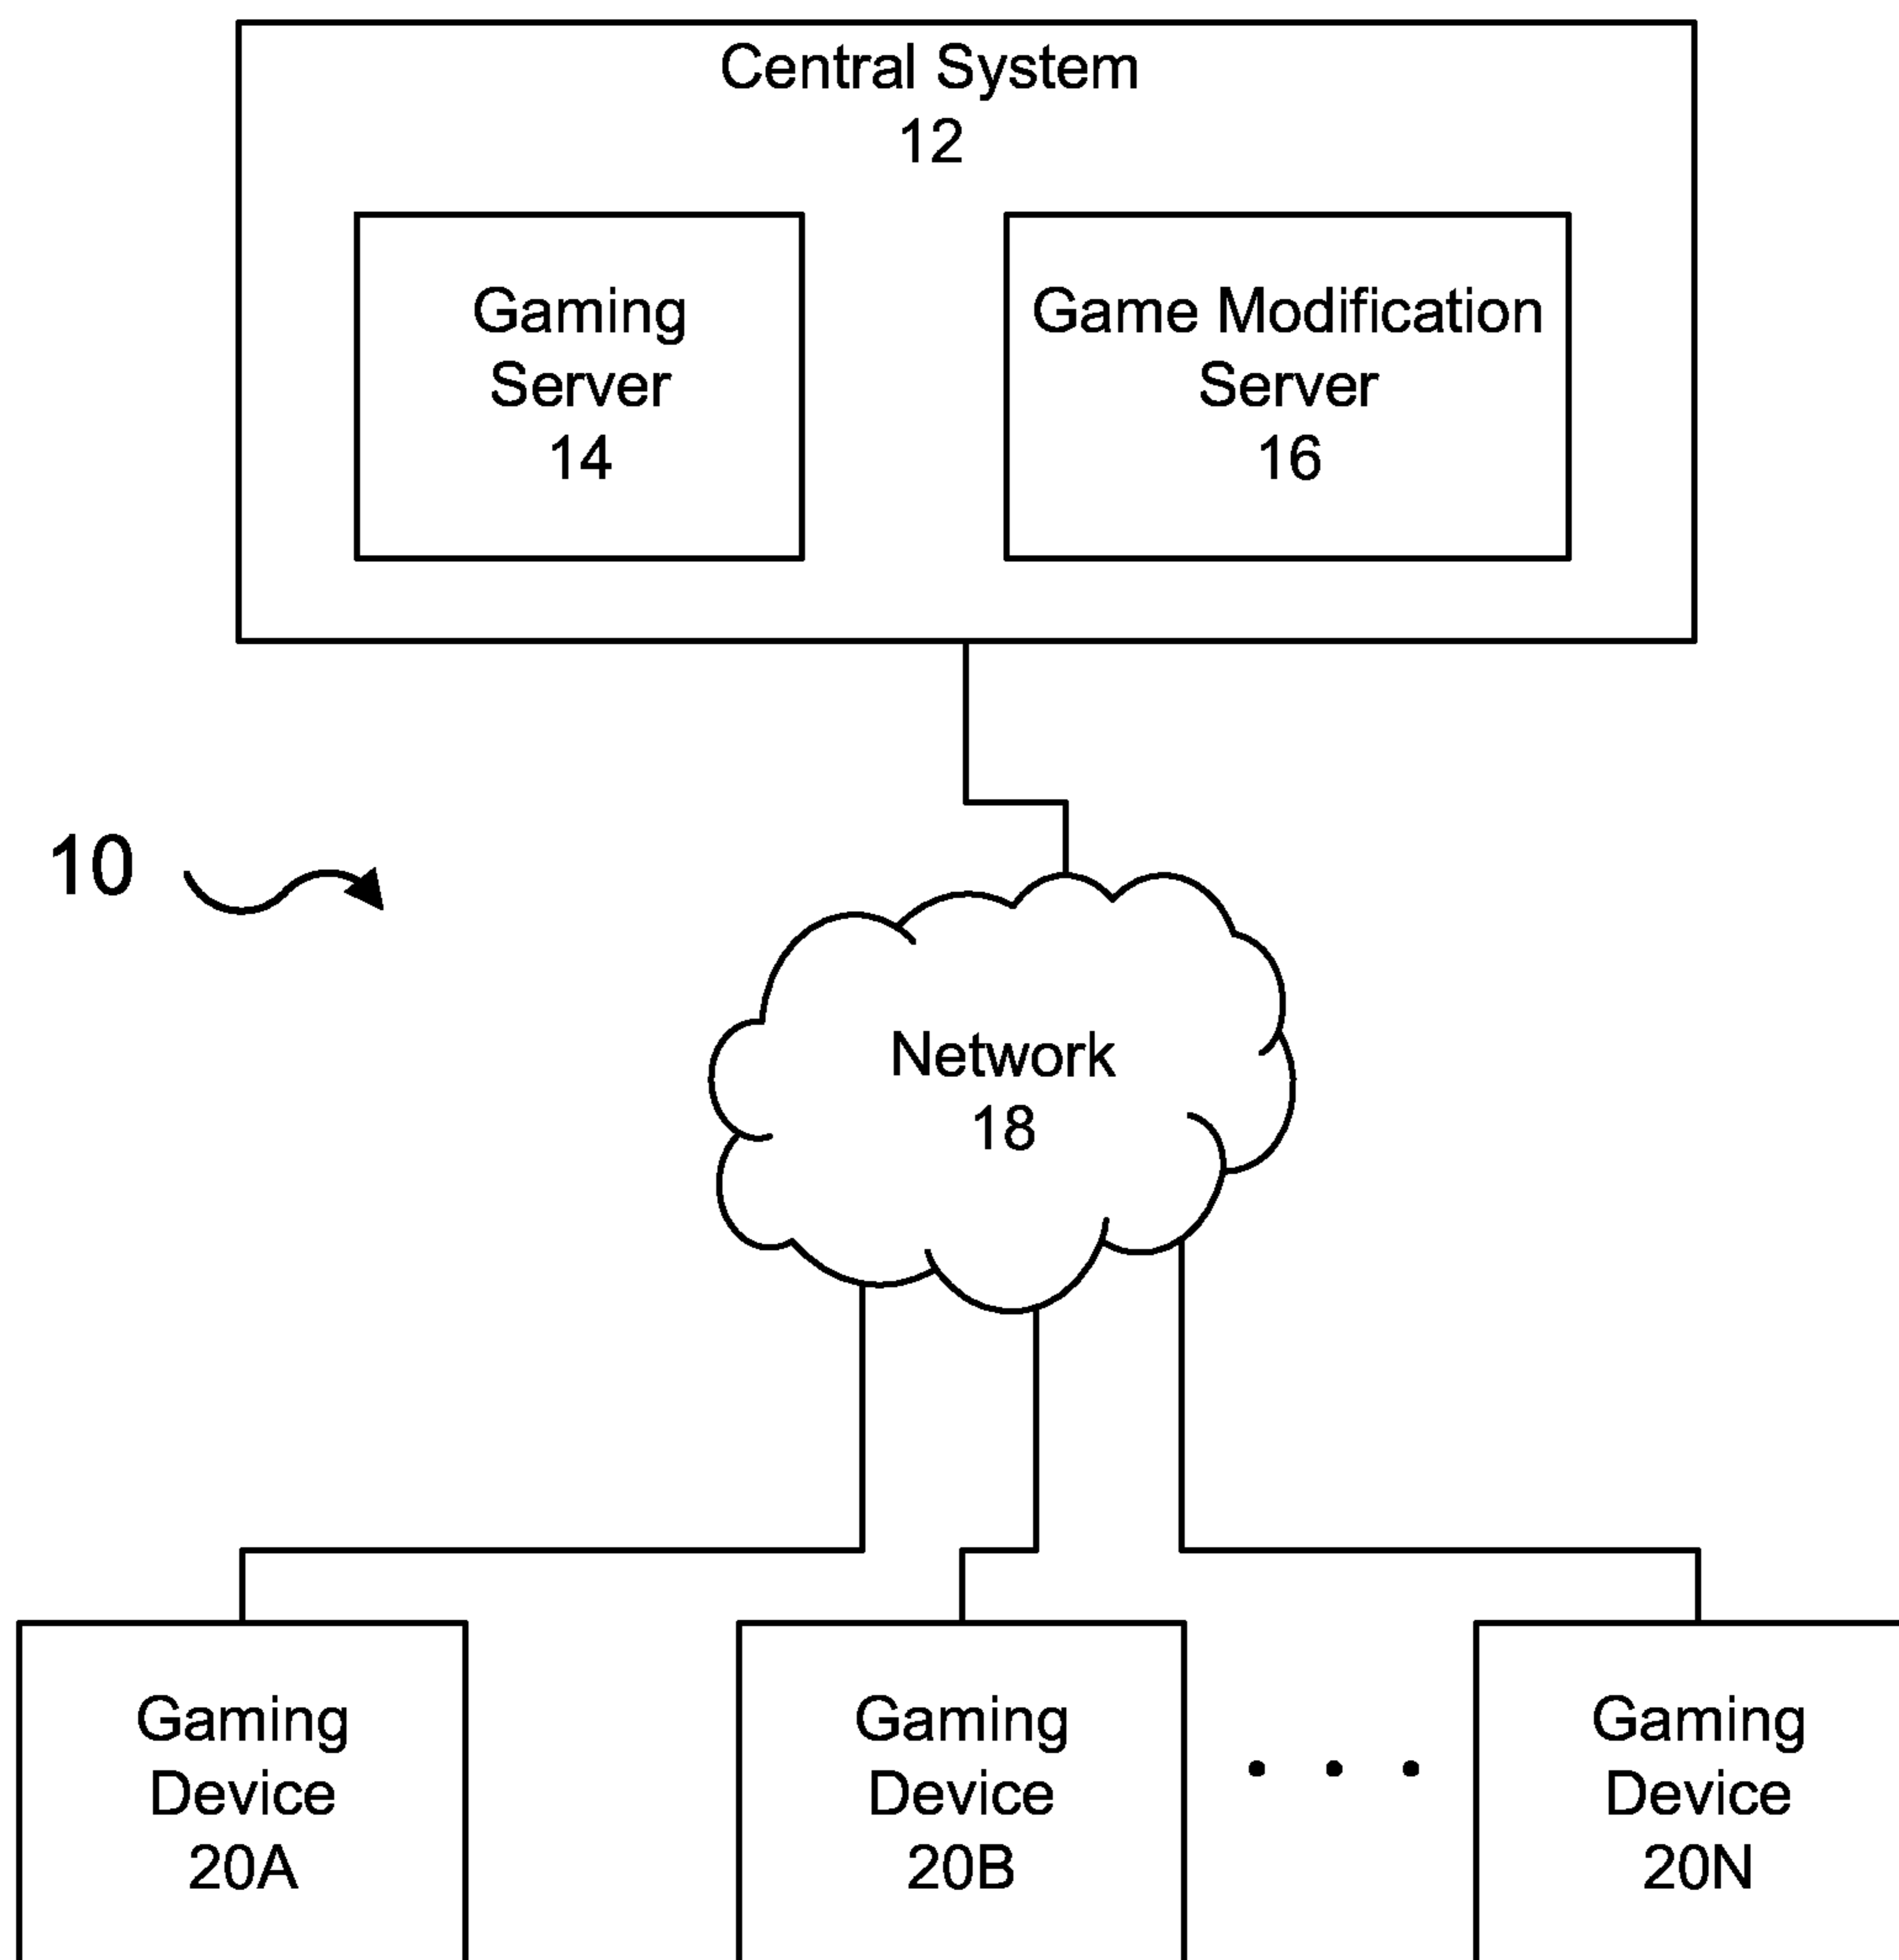 Central System
12
Gaming
Server
14
Game Modification
Server
16
10
Network
18
Gaming
Device
20A
Gaming
Device
20B
Gaming
Device
20N